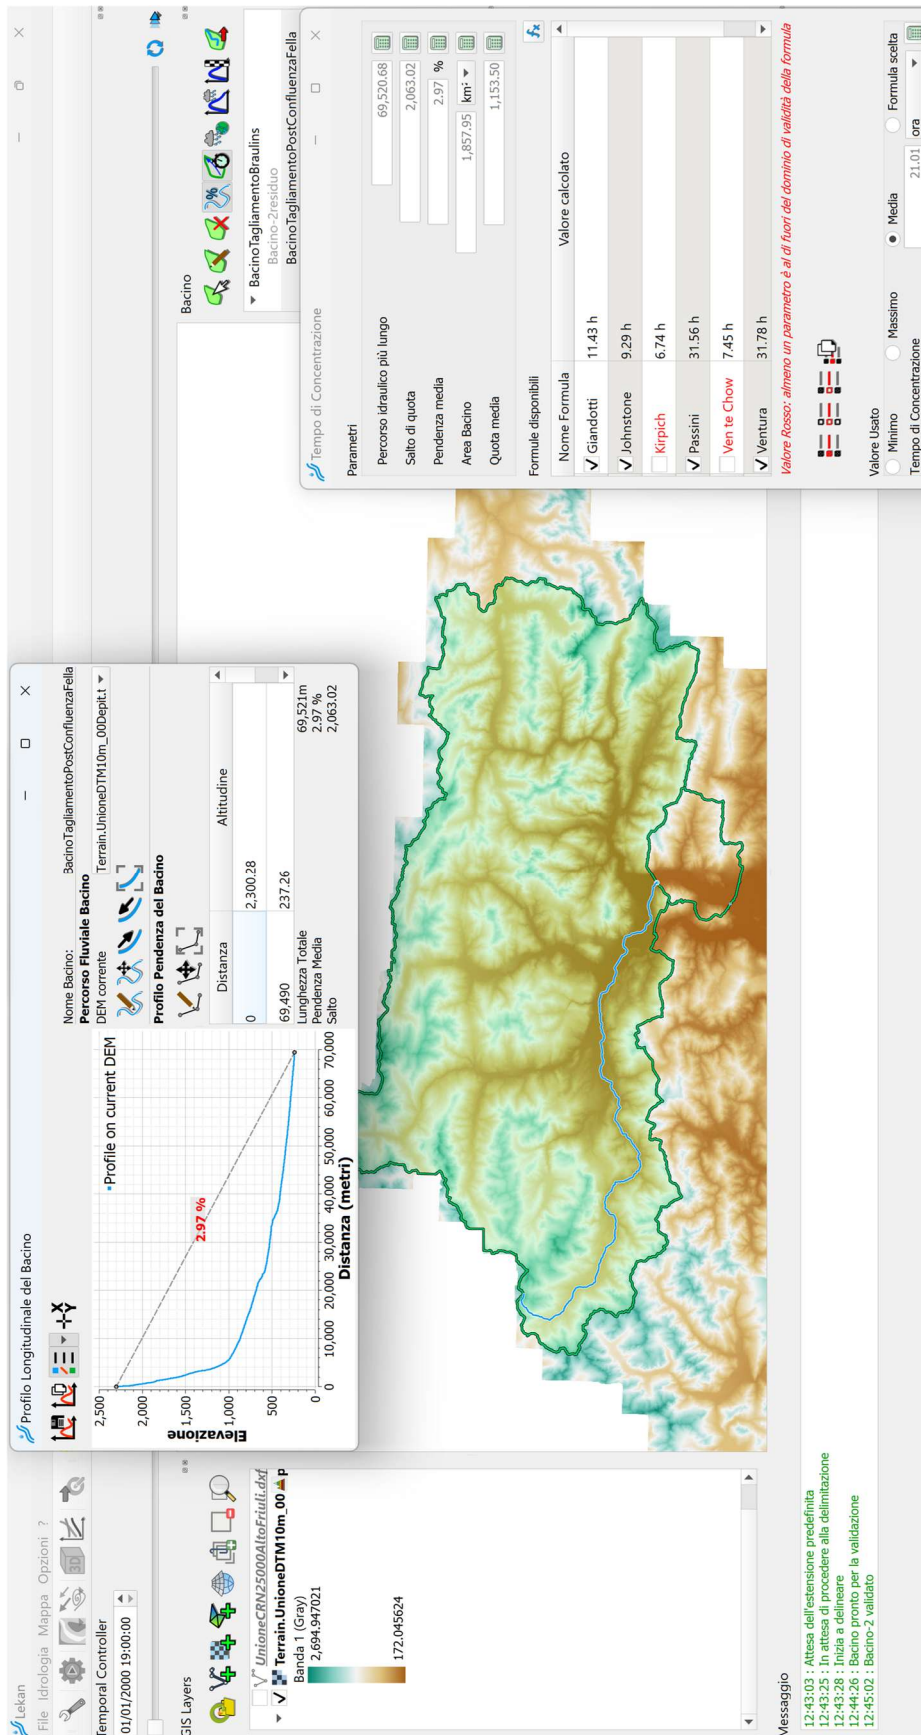 Lekan
File Idrologia Mappa Opzioni ?
3D
Temporal Controller
01/01/2000 19:00:00
GIS Layers
UnioneCRN25000AltoFriuli.dxf
Terrain.UnioneDTM10m_00
Banda 1 (Gray)
2,694.947021
172.045624
Profilo Longitudinale del Bacino
2,500
2,000
1,500
1,000
500
0
Elevazione
Profile on current DEM
2.97 %
0
10,000
20,000
30,000
40,000
50,000
60,000
70,000
Distanza (metri)
Nome Bacino: BacinoTagliamentoPostConfluenzaFella
Percorso Fluviale Bacino
DEM corrente Terrain.UnioneDTM10m_00Depit.t
Profilo Pendenza del Bacino
Distanza Altitudine
0 2,300.28
69,490 237.26
Lunghezza Totale 69,521m
Pendenza Media 2.97 %
Salto 2,063.02
Bacino
%
BacinoTagliamentoBraulins
Bacino-2residuo
BacinoTagliamentoPostConfluenzaFella
Tempo di Concentrazione
Parametri
Percorso idraulico più lungo 69,520.68
Salto di quota 2,063.02
Pendenza media 2.97 %
Area Bacino 1,857.95 km²
Quota media 1,153.50
Formule disponibili fx
Nome Formula Valore calcolato
Giandotti 11.43 h
Johnstone 9.29 h
Kirpich 6.74 h
Passini 31.56 h
Ven te Chow 7.45 h
Ventura 31.78 h
Valore Rosso: almeno un parametro è al di fuori del dominio di validità della formula
Valore Usato
Minimo Massimo Media Formula scelta
Tempo di Concentrazione 21.01 ora
Messaggio
12:43:03 : Attesa dell'estensione predefinita
12:43:25 : In attesa di procedere alla delimitazione
12:43:28 : Inizia a delineare
12:44:26 : Bacino pronto per la validazione
12:45:02 : Bacino-2 validato